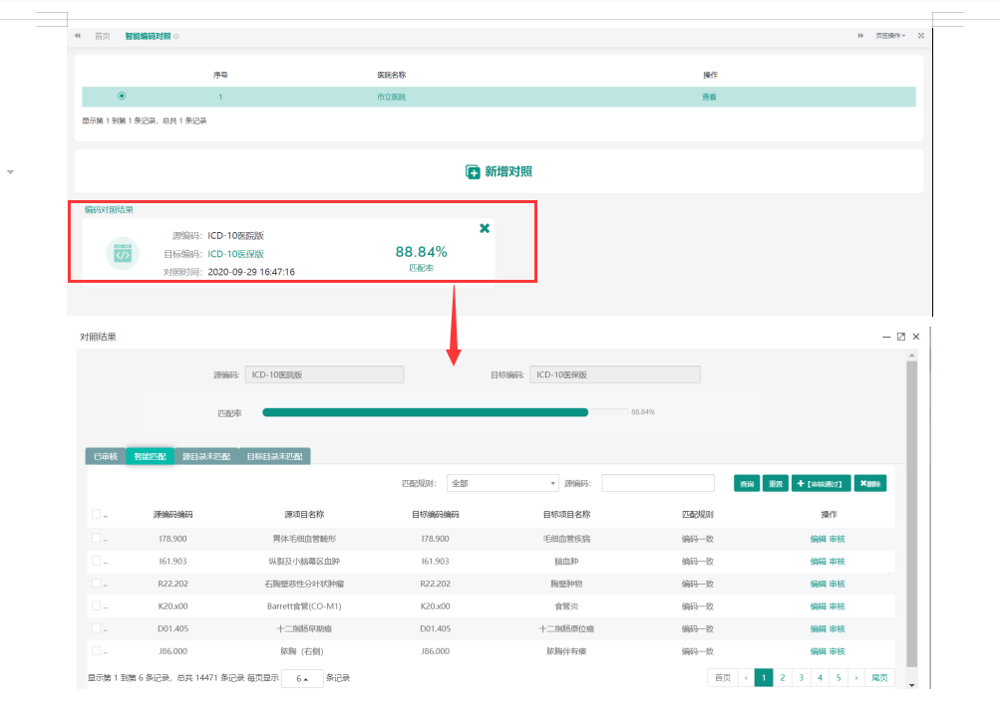 首页 智能编码对照 页签操作
序号 医院名称 操作
1 市立医院 查看
显示第 1 到第 1 条记录，总共 1 条记录
新增对照
编码对照结果
源编码： ICD-10医院版
目标编码： ICD-10医保版
对照时间： 2020-09-29 16:47:16
88.84%
匹配率
对照结果
源编码: ICD-10医院版 目标编码: ICD-10医保版
匹配率 88.84%
已审核 智能匹配 源目录未匹配 目标目录未匹配
匹配规则: 全部 源编码: 查询 重置 【审核通过】 删除
.. 源编码编码 源项目名称 目标编码编码 目标项目名称 匹配规则 操作
.. I78.900 胃体毛细血管畸形 I78.900 毛细血管疾病 编码一致 编辑 审核
.. I61.903 纵裂及小脑幕区血肿 I61.903 脑血肿 编码一致 编辑 审核
.. R22.202 右胸壁恶性分叶状肿瘤 R22.202 胸壁肿物 编码一致 编辑 审核
.. K20.x00 Barrett食管(CO-M1) K20.x00 食管炎 编码一致 编辑 审核
.. D01.405 十二指肠早期癌 D01.405 十二指肠原位癌 编码一致 编辑 审核
.. J86.000 脓胸（右侧） J86.000 脓胸伴有瘘 编码一致 编辑 审核
显示第 1 到第 6 条记录，总共 14471 条记录 每页显示 6 条记录 首页 ‹ 1 2 3 4 5 › 尾页